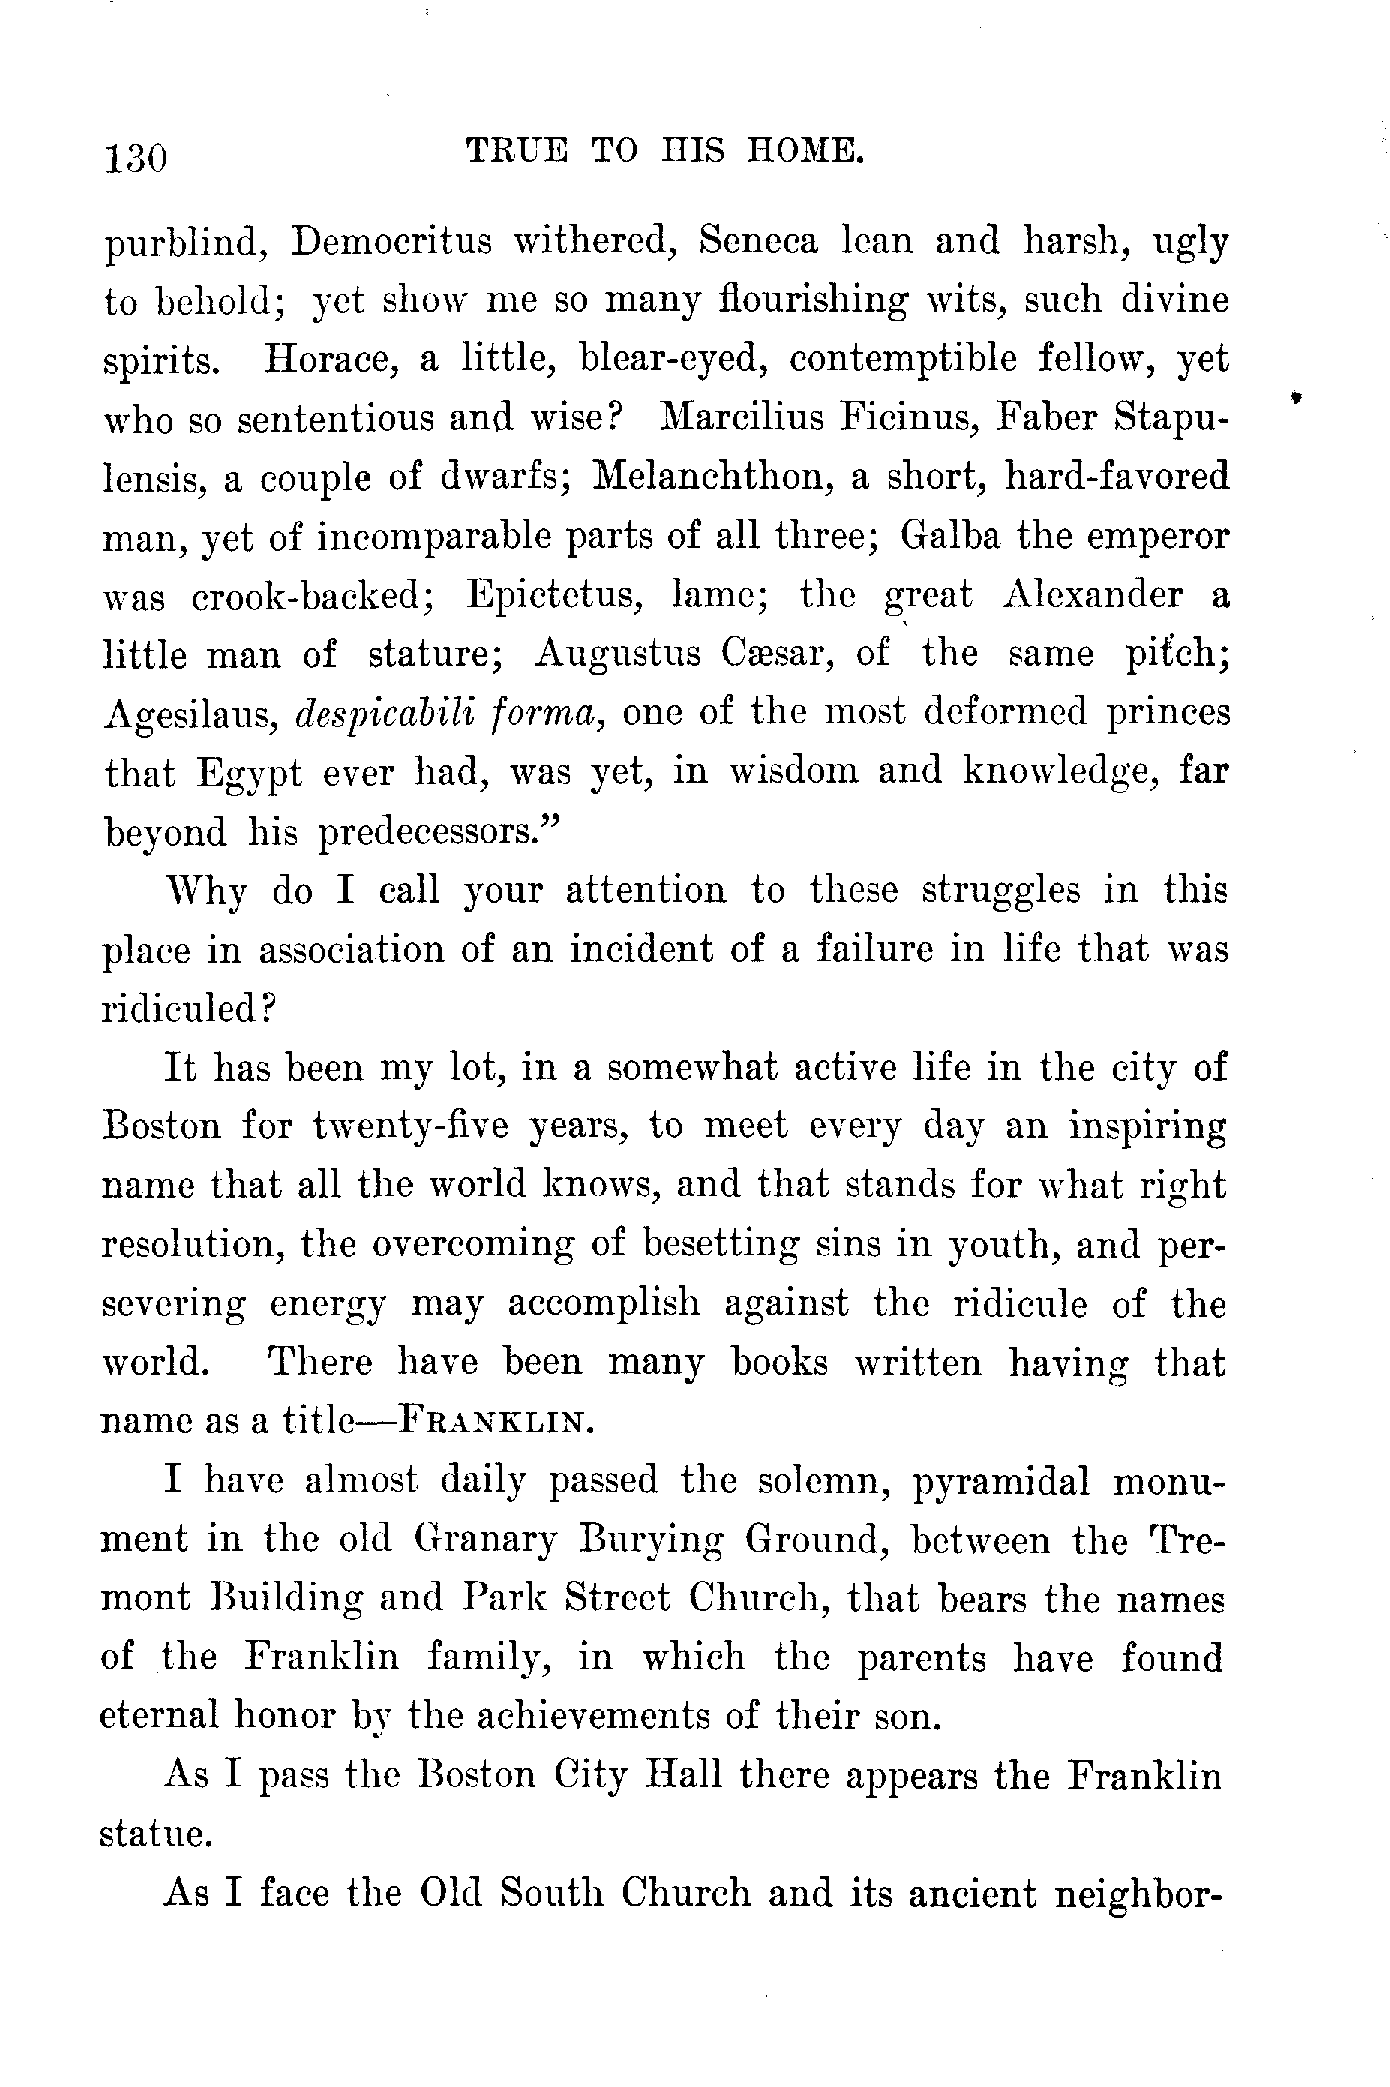 130 TRUE TO HIS HOME.
purblind, Democritus withered, Seneca lean and harsh, ugly
to behold; yet show me so many flourishing wits, such divine
spirits. Horace, a little, blear-eyed, contemptible fellow, yet
who so sententious and wise? Marcilius Ficinus, Faber Stapu-
lensis, a couple of dwarfs; Melanchthon, a short, hard-favored
man, yet of incomparable parts of all three; Galba the emperor
was crook-backed; Epictetus, lame; the great Alexander a
little man of stature; Augustus Cæsar, of the same pitch;
Agesilaus, despicabili forma, one of the most deformed princes
that Egypt ever had, was yet, in wisdom and knowledge, far
beyond his predecessors.”
Why do I call your attention to these struggles in this
place in association of an incident of a failure in life that was
ridiculed?
It has been my lot, in a somewhat active life in the city of
Boston for twenty-five years, to meet every day an inspiring
name that all the world knows, and that stands for what right
resolution, the overcoming of besetting sins in youth, and per-
severing energy may accomplish against the ridicule of the
world. There have been many books written having that
name as a title—FRANKLIN.
I have almost daily passed the solemn, pyramidal monu-
ment in the old Granary Burying Ground, between the Tre-
mont Building and Park Street Church, that bears the names
of the Franklin family, in which the parents have found
eternal honor by the achievements of their son.
As I pass the Boston City Hall there appears the Franklin
statue.
As I face the Old South Church and its ancient neighbor-